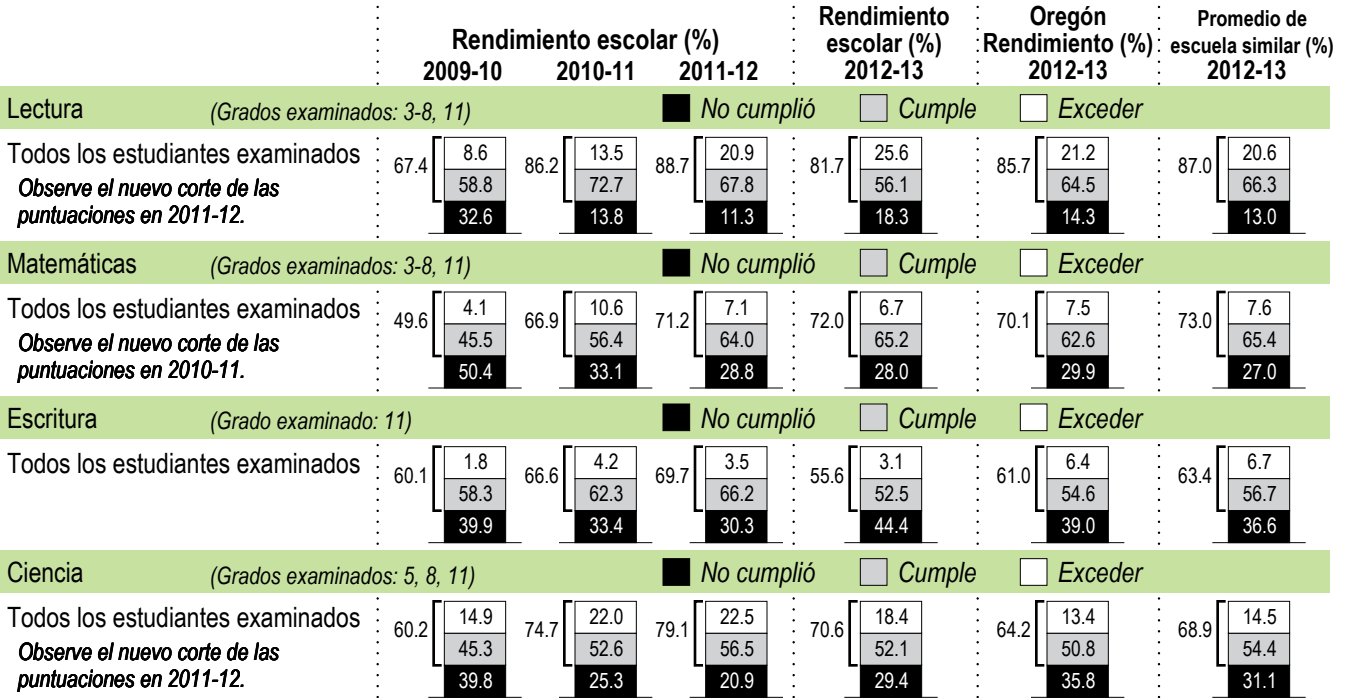 Rendimiento escolar (%)
2009-10 2010-11 2011-12
Rendimiento
escolar (%)
2012-13
Oregón
Rendimiento (%)
2012-13
Promedio de
escuela similar (%)
2012-13
Lectura (Grados examinados: 3-8, 11) No cumplió Cumple Exceder
Todos los estudiantes examinados
Observe el nuevo corte de las
puntuaciones en 2011-12.
67.4 8.6 86.2 13.5 88.7 20.9 81.7 25.6 85.7 21.2 87.0 20.6
58.8 72.7 67.8 56.1 64.5 66.3
32.6 13.8 11.3 18.3 14.3 13.0
Matemáticas (Grados examinados: 3-8, 11) No cumplió Cumple Exceder
Todos los estudiantes examinados
Observe el nuevo corte de las
puntuaciones en 2010-11.
49.6 4.1 66.9 10.6 71.2 7.1 72.0 6.7 70.1 7.5 73.0 7.6
45.5 56.4 64.0 65.2 62.6 65.4
50.4 33.1 28.8 28.0 29.9 27.0
Escritura (Grado examinado: 11) No cumplió Cumple Exceder
Todos los estudiantes examinados
60.1 1.8 66.6 4.2 69.7 3.5 55.6 3.1 61.0 6.4 63.4 6.7
58.3 62.3 66.2 52.5 54.6 56.7
39.9 33.4 30.3 44.4 39.0 36.6
Ciencia (Grados examinados: 5, 8, 11) No cumplió Cumple Exceder
Todos los estudiantes examinados
Observe el nuevo corte de las
puntuaciones en 2011-12.
60.2 14.9 74.7 22.0 79.1 22.5 70.6 18.4 64.2 13.4 68.9 14.5
45.3 52.6 56.5 52.1 50.8 54.4
39.8 25.3 20.9 29.4 35.8 31.1